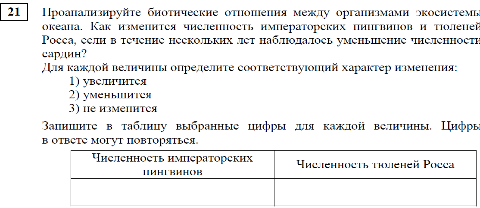 21
Проанализируйте биотические отношения между организмами экосистемы
океана. Как изменится численность императорских пингвинов и тюленей
Росса, если в течение нескольких лет наблюдалось уменьшение численности
сардин?
Для каждой величины определите соответствующий характер изменения:
1) увеличится
2) уменьшится
3) не изменится
Запишите в таблицу выбранные цифры для каждой величины. Цифры
в ответе могут повторяться.
Численность императорских
пингвинов
Численность тюленей Росса